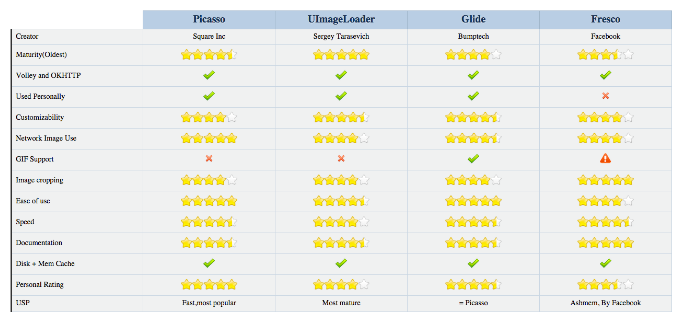 Picasso UImageLoader Glide Fresco
Creator Square Inc Sergey Tarasevich Bumptech Facebook
Maturity(Oldest)
Volley and OKHTTP
Used Personally
Customizability
Network Image Use
GIF Support
Image cropping
Ease of use
Speed
Documentation
Disk + Mem Cache
Personal Rating
USP Fast,most popular Most mature = Picasso Ashmem, By Facebook